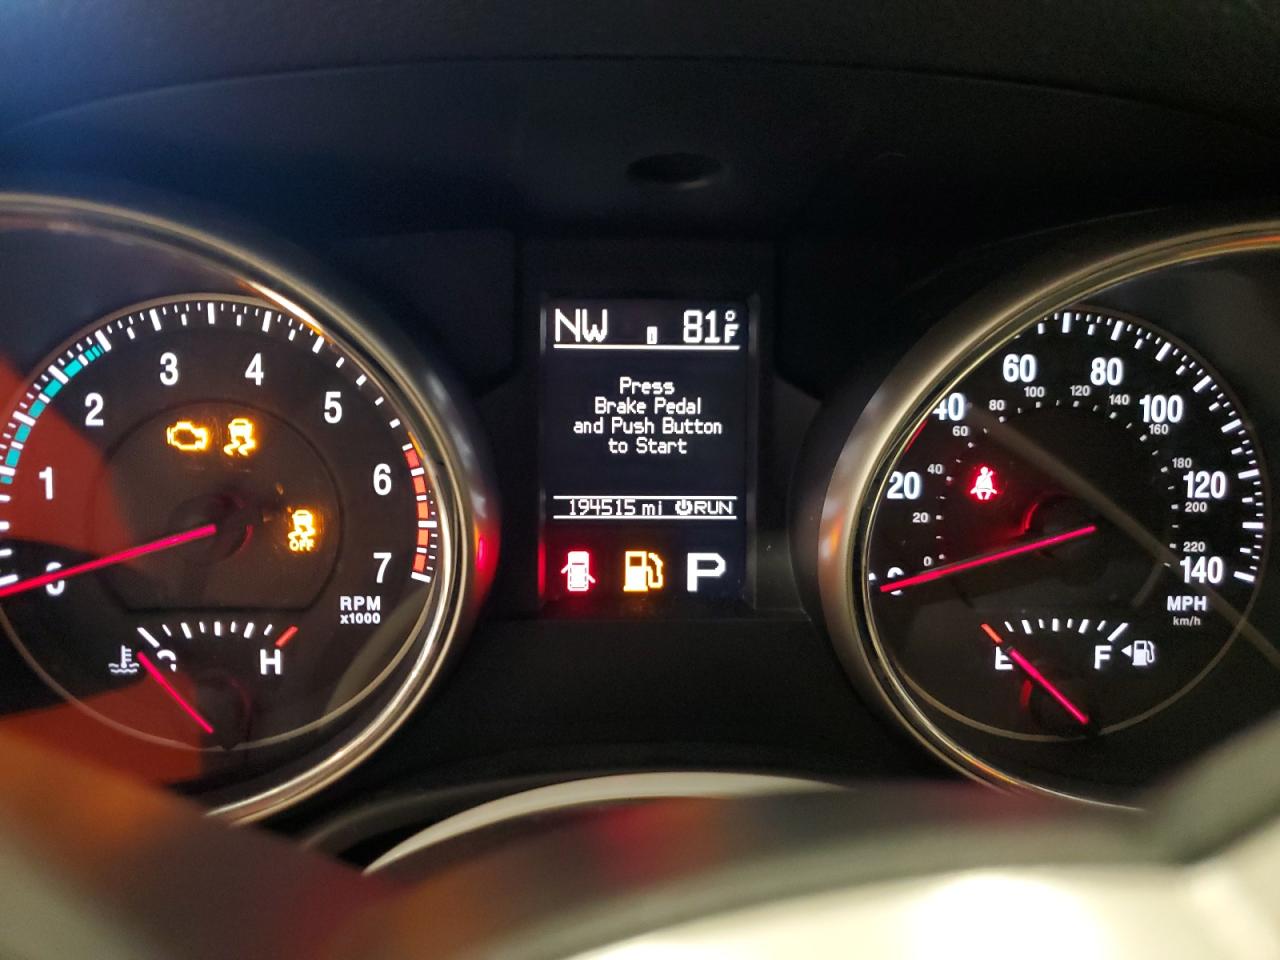 NW 81°F
Press
Brake Pedal
and Push Button
to Start
194515 mi RUN
P
0 1 2 3 4 5 6 7
RPM
x1000
OFF
C H
0 20 40 60 80 100 120 140
0 20 40 60 80 100 120 140 160 180 200 220
MPH
km/h
E F